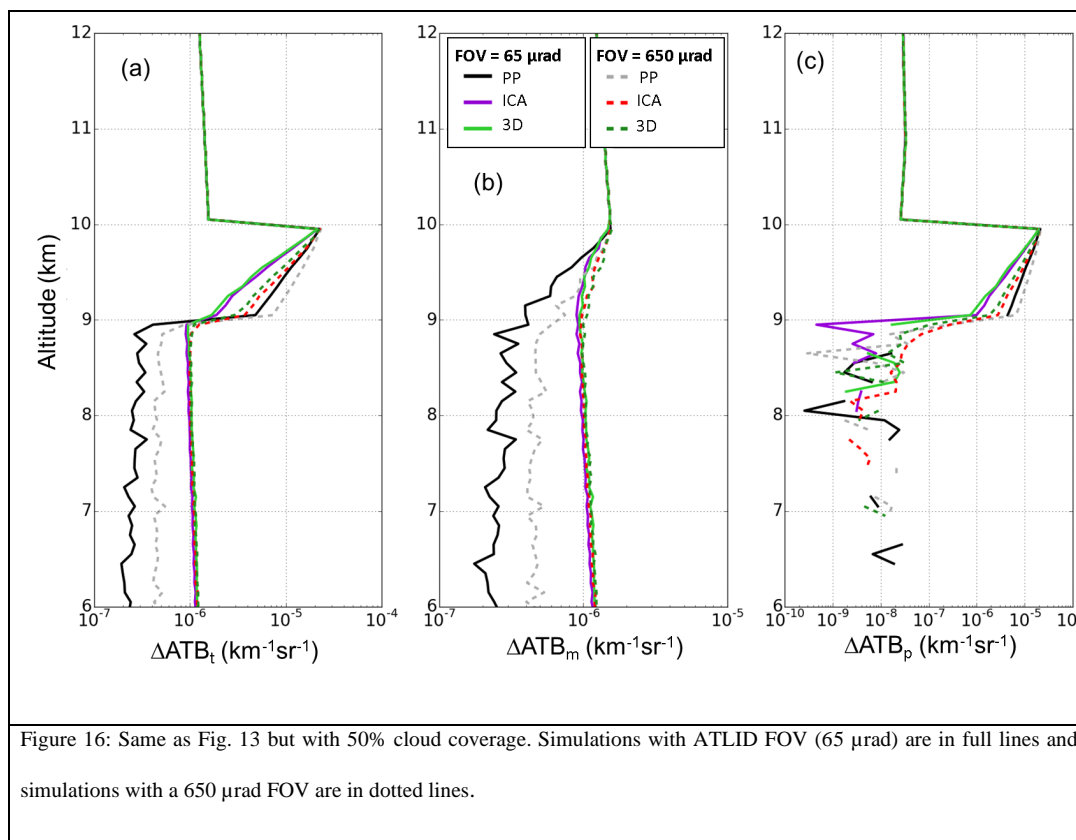 12
11
10
9
8
7
6
Altitude (km)
(a)
10⁻⁷ 10⁻⁶ 10⁻⁵ 10⁻⁴
ΔATBₜ (km⁻¹sr⁻¹)
12
11
10
9
8
7
6
FOV = 65 μrad
PP
ICA
3D
FOV = 650 μrad
PP
ICA
3D
(b)
10⁻⁷ 10⁻⁶ 10⁻⁵
ΔATBₘ (km⁻¹sr⁻¹)
12
11
10
9
8
7
6
(c)
10⁻¹⁰ 10⁻⁹ 10⁻⁸ 10⁻⁷ 10⁻⁶ 10⁻⁵ 10⁻
ΔATBₚ (km⁻¹sr⁻¹)
Figure 16: Same as Fig. 13 but with 50% cloud coverage. Simulations with ATLID FOV (65 μrad) are in full lines and
simulations with a 650 μrad FOV are in dotted lines.